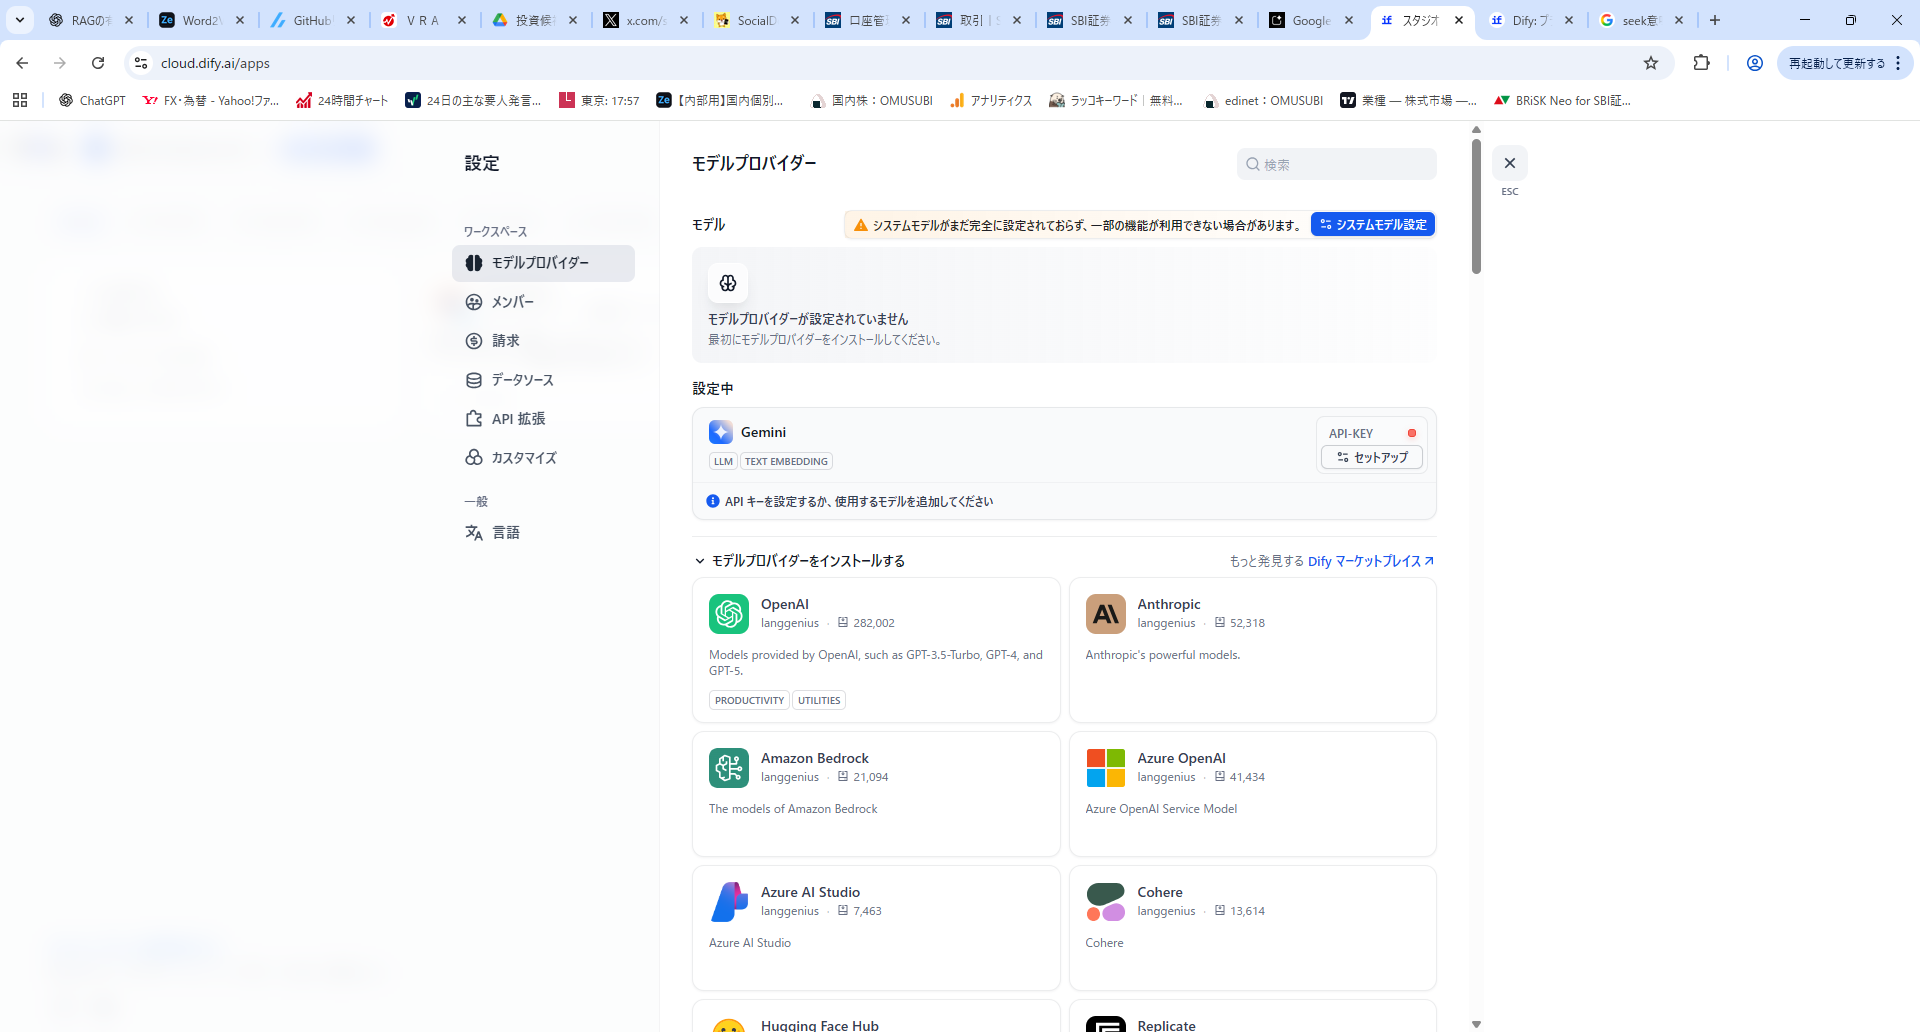 RAGの
Word2
GitHub
V R A
投資候
x.com/s
SocialD
口座管
取引 | S
SBI証券
SBI証券
Google
スタジオ
Dify: ブ
seek意
cloud.dify.ai/apps
再起動して更新する
ChatGPT
FX・為替 - Yahoo!ファ...
24時間チャート
24日の主な要人発言...
東京: 17:57
【内部用】国内個別...
国内株：OMUSUBI
アナリティクス
ラッコキーワード｜無料...
edinet：OMUSUBI
業種 — 株式市場 —...
BRiSK Neo for SBI証...
設定
ワークスペース
モデルプロバイダー
メンバー
請求
データソース
API 拡張
カスタマイズ
一般
言語
モデルプロバイダー
検索
ESC
モデル
システムモデルがまだ完全に設定されておらず、一部の機能が利用できない場合があります。
システムモデル設定
モデルプロバイダーが設定されていません
最初にモデルプロバイダーをインストールしてください。
設定中
Gemini
LLM
TEXT EMBEDDING
API-KEY
セットアップ
API キーを設定するか、使用するモデルを追加してください
モデルプロバイダーをインストールする
もっと発見する Dify マーケットプレイス
OpenAI
langgenius · 282,002
Models provided by OpenAI, such as GPT-3.5-Turbo, GPT-4, and
GPT-5.
PRODUCTIVITY
UTILITIES
Anthropic
langgenius · 52,318
Anthropic's powerful models.
Amazon Bedrock
langgenius · 21,094
The models of Amazon Bedrock
Azure OpenAI
langgenius · 41,434
Azure OpenAI Service Model
Azure AI Studio
langgenius · 7,463
Azure AI Studio
Cohere
langgenius · 13,614
Cohere
Hugging Face Hub
Replicate